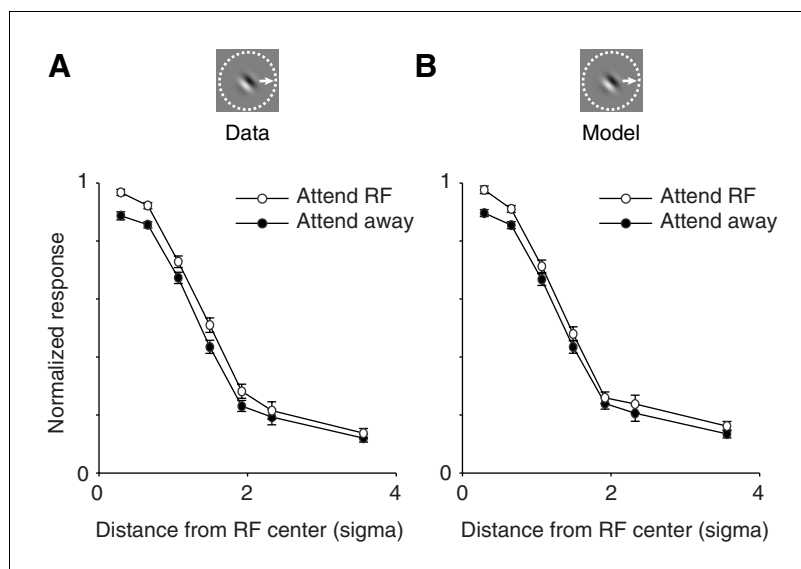 A
Data
1
Attend RF
Attend away
Normalized response
0
0
2
4
Distance from RF center (sigma)
B
Model
1
Attend RF
Attend away
0
0
2
4
Distance from RF center (sigma)